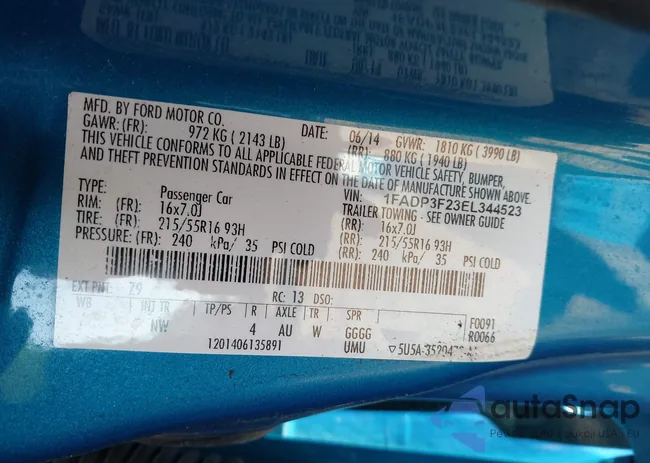 MFD. BY FORD MOTOR CO.
DATE: 06/14 GVWR: 1810 KG ( 3990 LB)
GAWR: (FR): 972 KG ( 2143 LB) (RR): 880 KG ( 1940 LB)
THIS VEHICLE CONFORMS TO ALL APPLICABLE FEDERAL MOTOR VEHICLE SAFETY, BUMPER,
AND THEFT PREVENTION STANDARDS IN EFFECT ON THE DATE OF MANUFACTURE SHOWN ABOVE.
VIN: 1FADP3F23EL344523
TYPE: Passenger Car TRAILER TOWING - SEE OWNER GUIDE
RIM: (FR) 16x7.0J (RR): 16x7.0J
TIRE: (FR): 215/55R16 93H (RR): 215/55R16 93H
PRESSURE: (FR): 240 kPa/ 35 PSI COLD (RR): 240 kPa/ 35 PSI COLD
EXT PNT: Z9 RC: 13 DSO: F0091
WB INT TR TP/PS R AXLE TR SPR R0066
NW 4 AU W GGGG
1201406135891 UMU
autoSnap